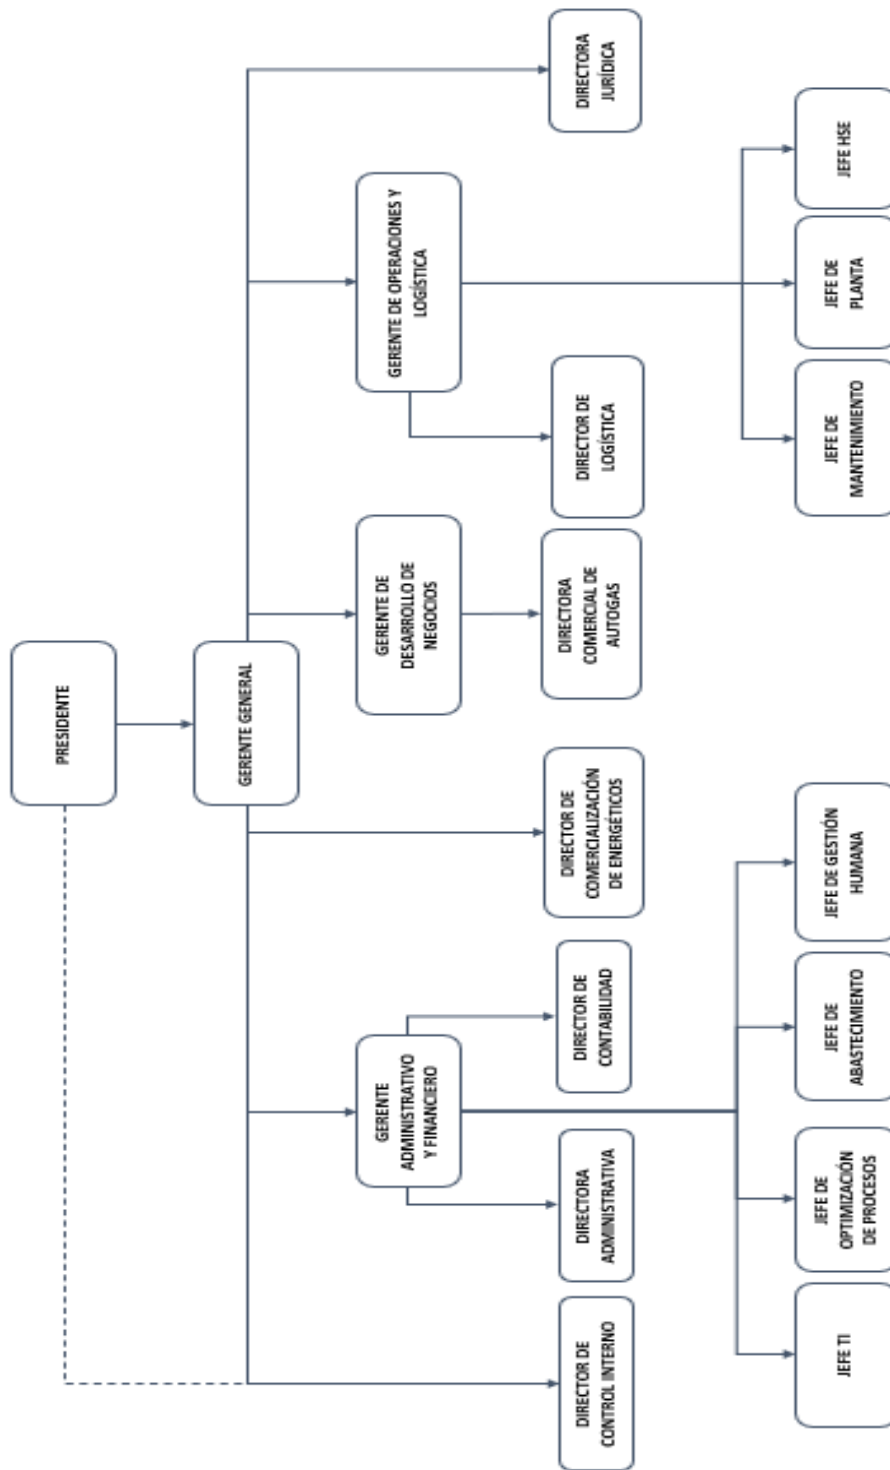 PRESIDENTE
GERENTE GENERAL
GERENTE
ADMINISTRATIVO
Y FINANCIERO
GERENTE DE
DESARROLLO DE
NEGOCIOS
GERENTE DE OPERACIONES Y
LOGÍSTICA
DIRECTOR DE
CONTROL INTERNO
DIRECTORA
ADMINISTRATIVA
DIRECTOR DE
CONTABILIDAD
DIRECTOR DE
COMERCIALIZACIÓN
DE ENERGÉTICOS
DIRECTORA
COMERCIAL DE
AUTOGAS
DIRECTOR DE
LOGÍSTICA
DIRECTORA
JURÍDICA
JEFE TI
JEFE DE
OPTIMIZACIÓN
DE PROCESOS
JEFE DE
ABASTECIMIENTO
JEFE DE GESTIÓN
HUMANA
JEFE DE
MANTENIMIENTO
JEFE DE
PLANTA
JEFE HSE